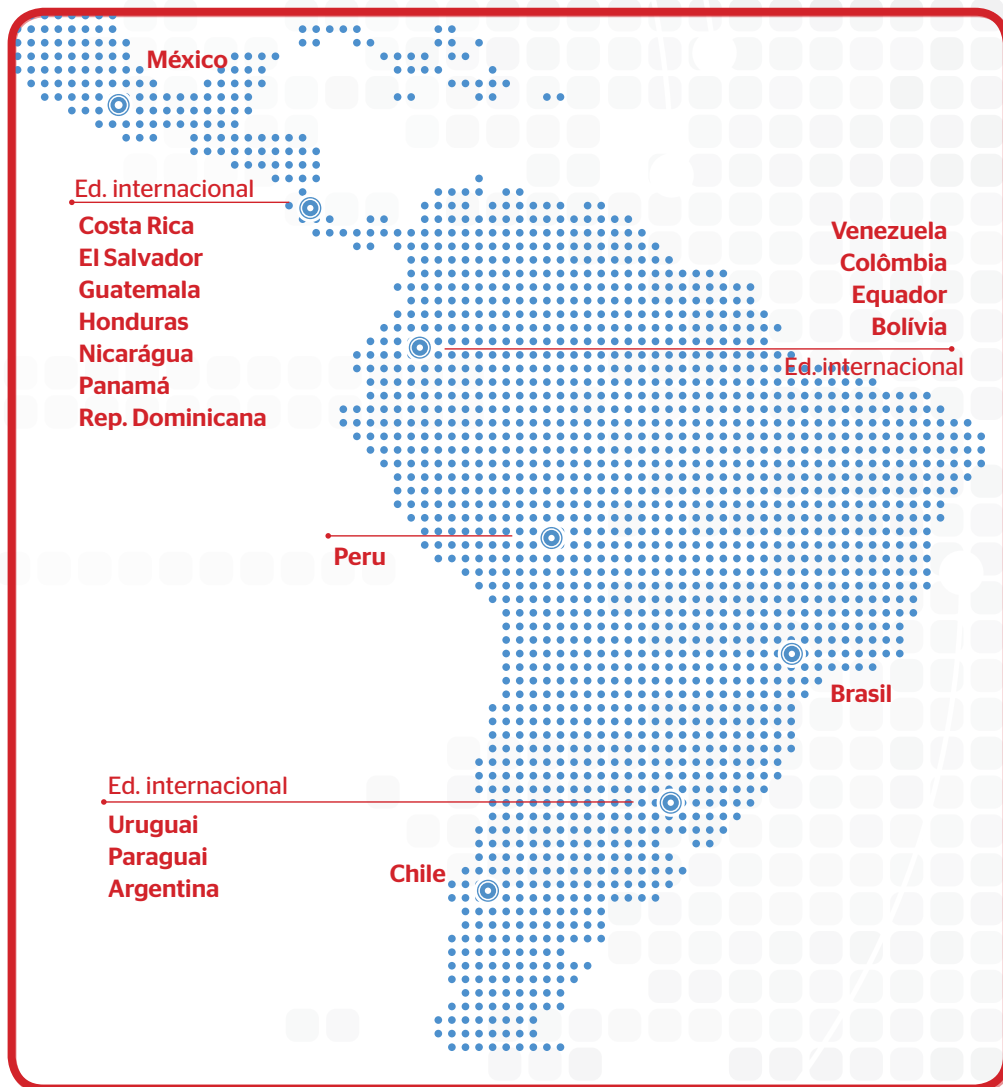 México
Ed. internacional
Costa Rica
El Salvador
Guatemala
Honduras
Nicarágua
Panamá
Rep. Dominicana
Venezuela
Colômbia
Equador
Bolívia
Ed. internacional
Peru
Brasil
Ed. internacional
Uruguai
Paraguai
Argentina
Chile